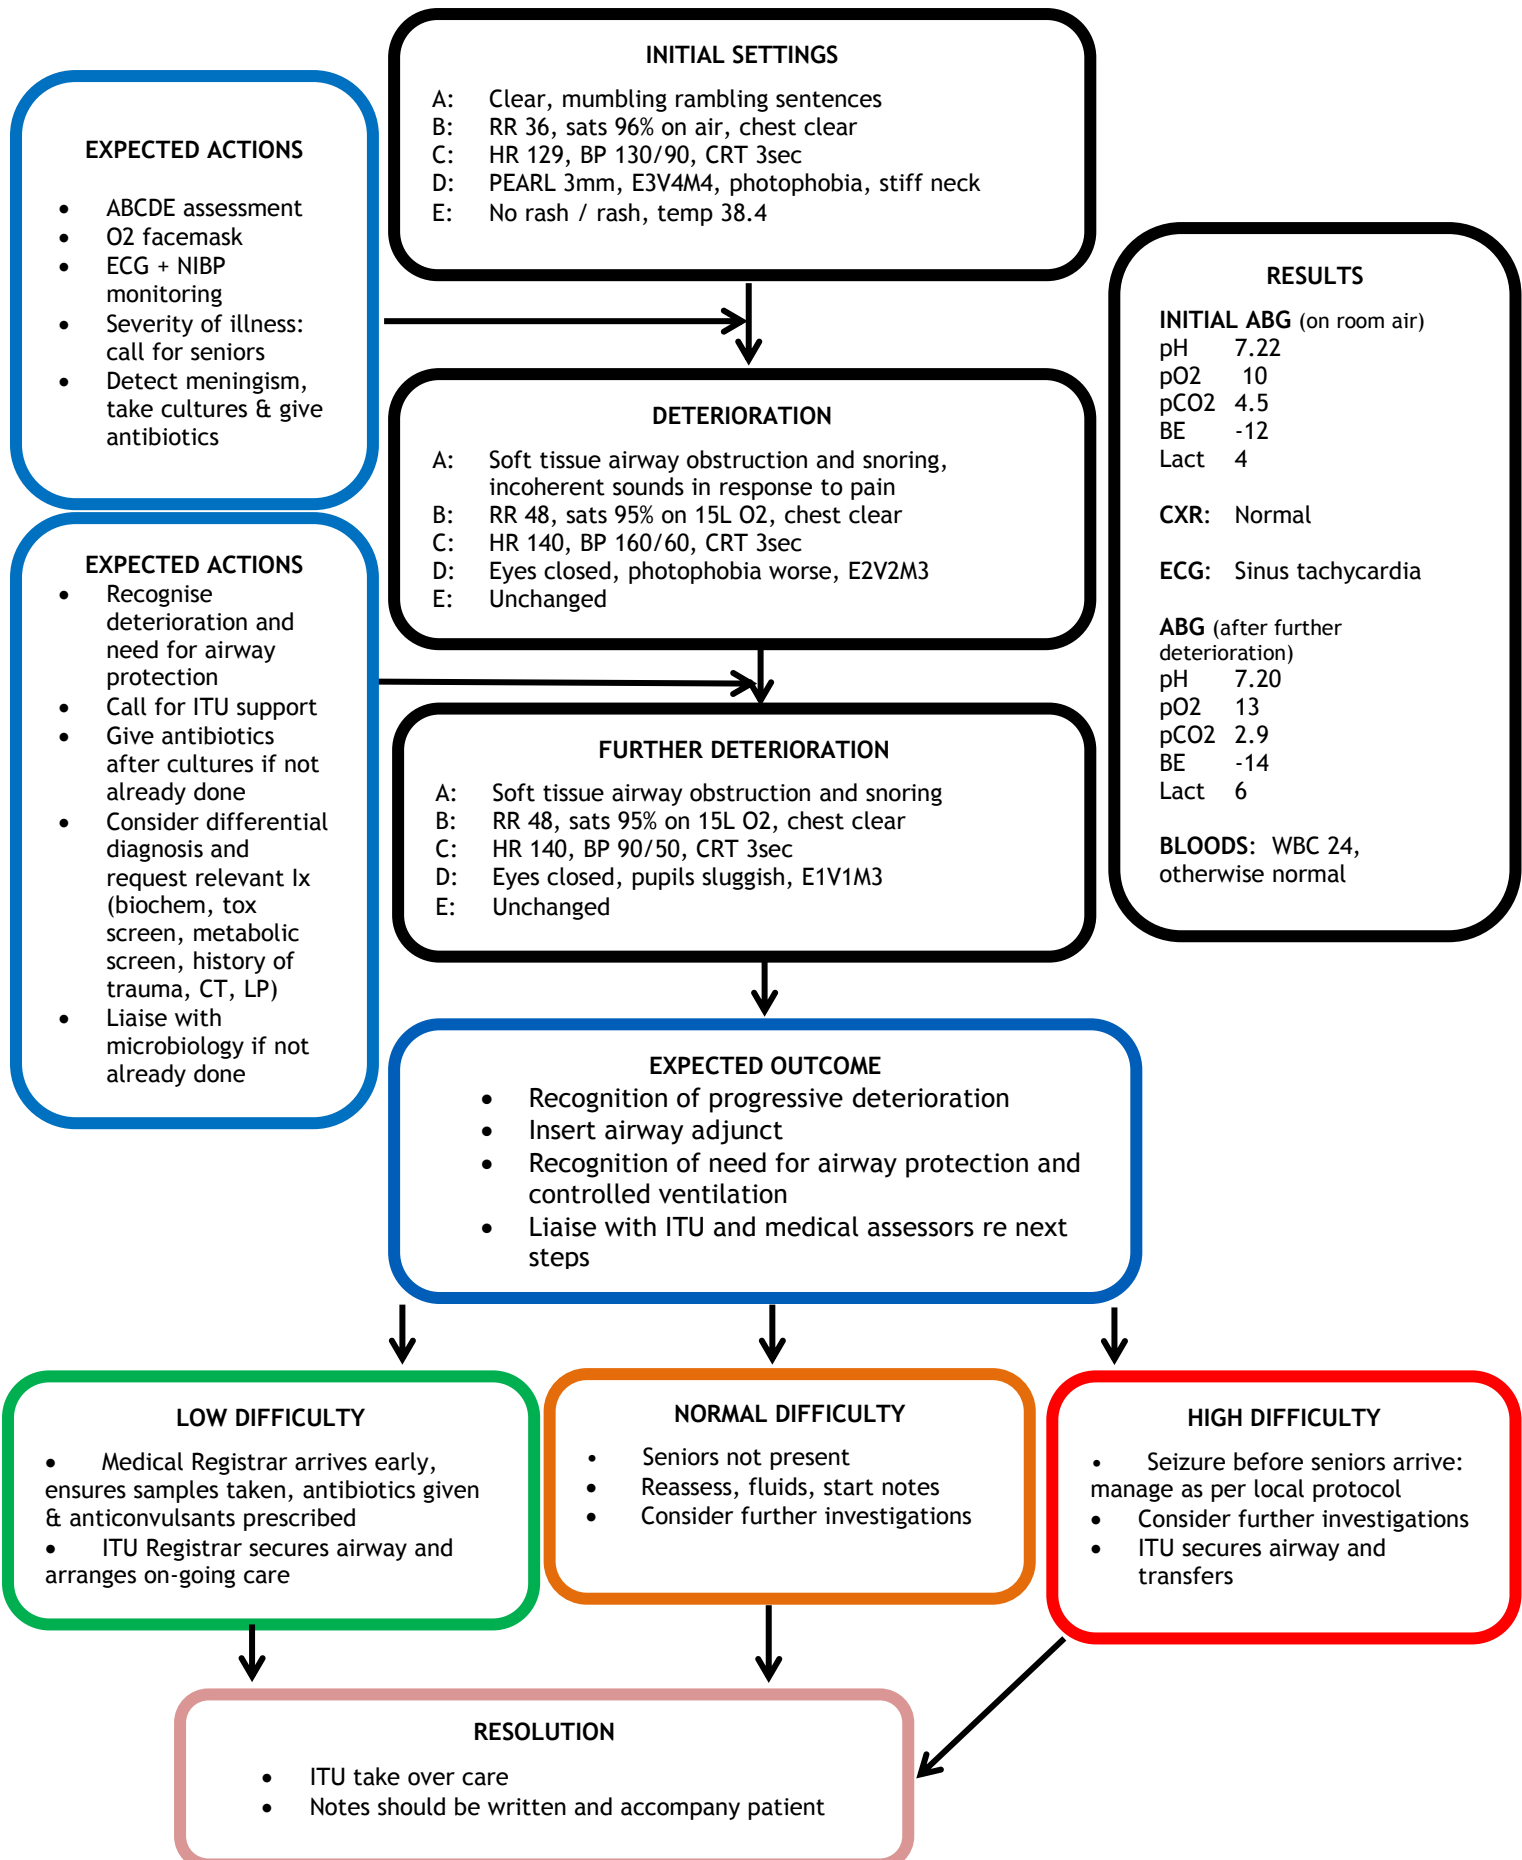 INITIAL SETTINGS
A: Clear, mumbling rambling sentences
B: RR 36, sats 96% on air, chest clear
C: HR 129, BP 130/90, CRT 3sec
D: PEARL 3mm, E3V4M4, photophobia, stiff neck
E: No rash / rash, temp 38.4
EXPECTED ACTIONS
• ABCDE assessment
• O2 facemask
• ECG + NIBP
monitoring
• Severity of illness:
call for seniors
• Detect meningism,
take cultures & give
antibiotics
DETERIORATION
A: Soft tissue airway obstruction and snoring,
incoherent sounds in response to pain
B: RR 48, sats 95% on 15L O2, chest clear
C: HR 140, BP 160/60, CRT 3sec
D: Eyes closed, photophobia worse, E2V2M3
E: Unchanged
EXPECTED ACTIONS
• Recognise
deterioration and
need for airway
protection
• Call for ITU support
• Give antibiotics
after cultures if not
already done
• Consider differential
diagnosis and
request relevant Ix
(biochem, tox
screen, metabolic
screen, history of
trauma, CT, LP)
• Liaise with
microbiology if not
already done
FURTHER DETERIORATION
A: Soft tissue airway obstruction and snoring
B: RR 48, sats 95% on 15L O2, chest clear
C: HR 140, BP 90/50, CRT 3sec
D: Eyes closed, pupils sluggish, E1V1M3
E: Unchanged
RESULTS
INITIAL ABG (on room air)
pH 7.22
pO2 10
pCO2 4.5
BE -12
Lact 4
CXR: Normal
ECG: Sinus tachycardia
ABG (after further
deterioration)
pH 7.20
pO2 13
pCO2 2.9
BE -14
Lact 6
BLOODS: WBC 24,
otherwise normal
EXPECTED OUTCOME
• Recognition of progressive deterioration
• Insert airway adjunct
• Recognition of need for airway protection and
controlled ventilation
• Liaise with ITU and medical assessors re next
steps
LOW DIFFICULTY
• Medical Registrar arrives early,
ensures samples taken, antibiotics given
& anticonvulsants prescribed
• ITU Registrar secures airway and
arranges on-going care
NORMAL DIFFICULTY
• Seniors not present
• Reassess, fluids, start notes
• Consider further investigations
HIGH DIFFICULTY
• Seizure before seniors arrive:
manage as per local protocol
• Consider further investigations
• ITU secures airway and
transfers
RESOLUTION
• ITU take over care
• Notes should be written and accompany patient